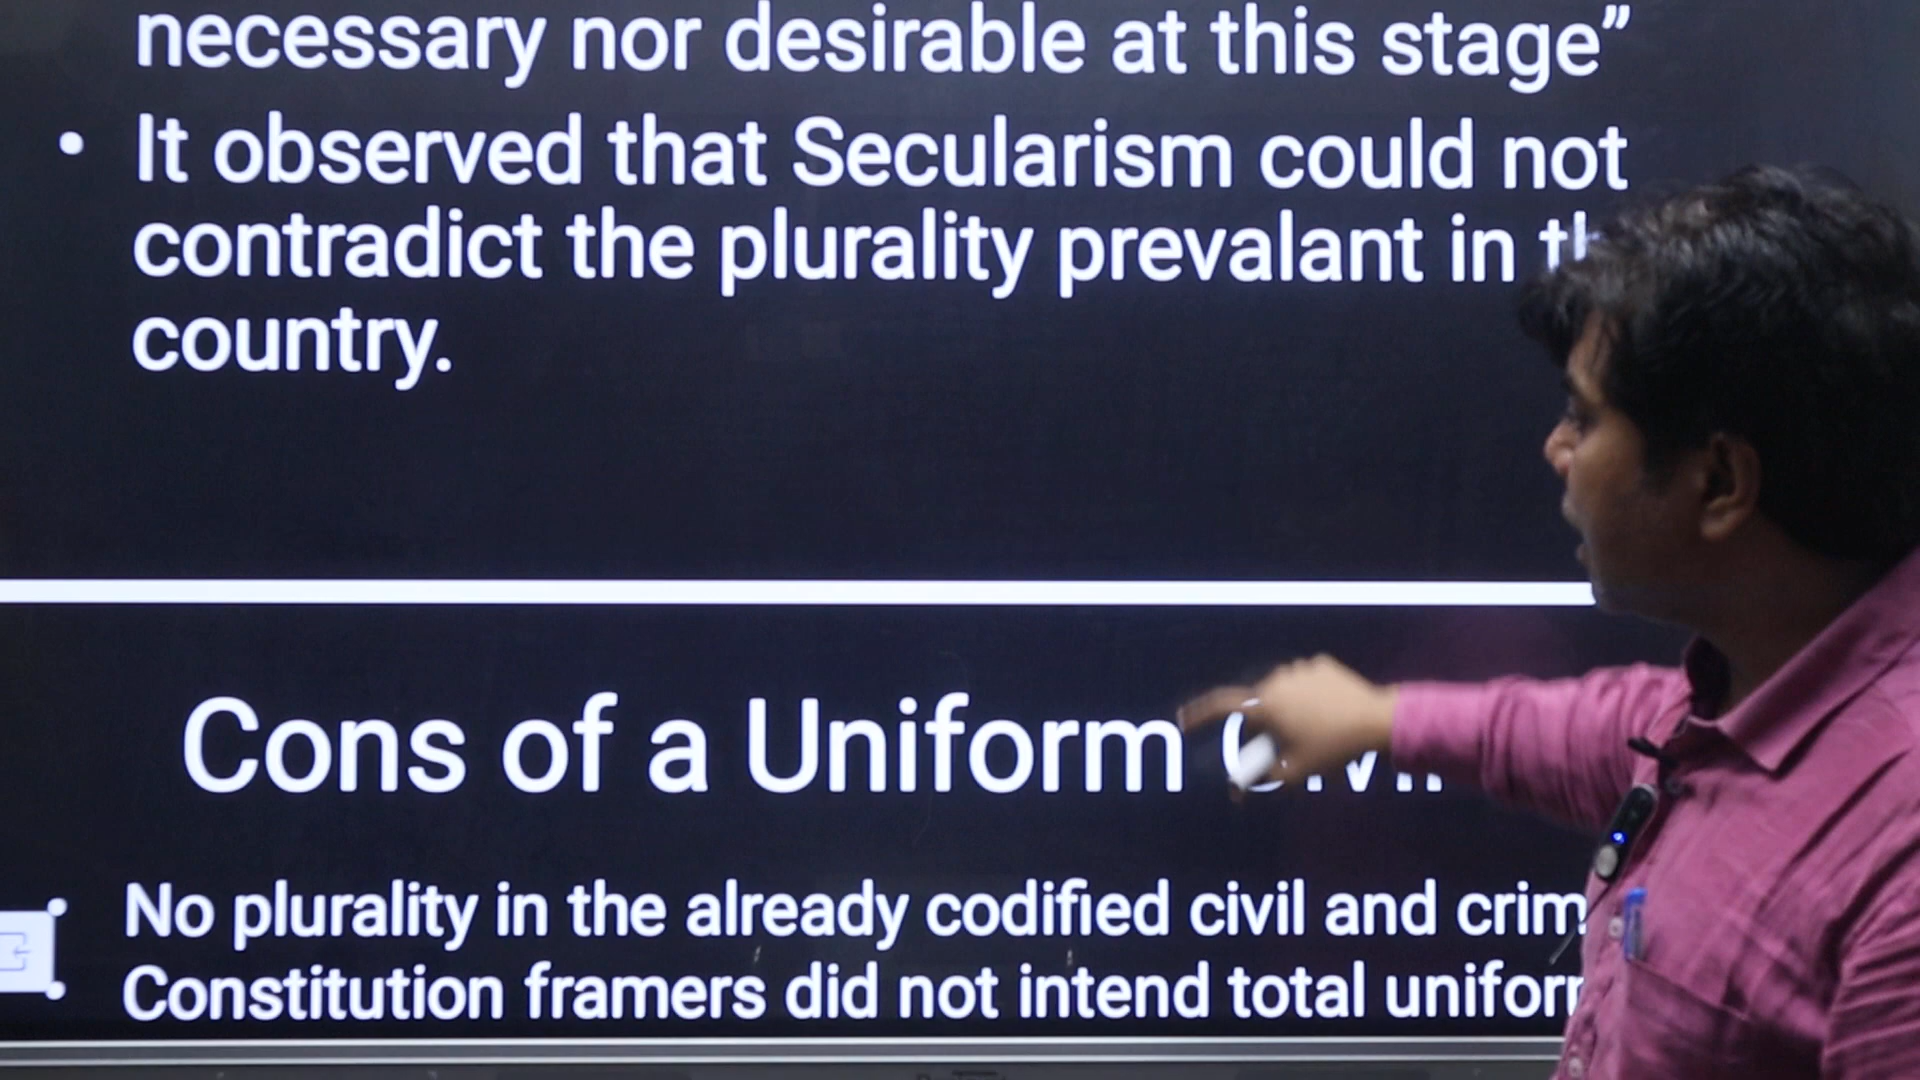 necessary nor desirable at this stage”
• It observed that Secularism could not
contradict the plurality prevalant in
country.
Cons of a Uniform
No plurality in the already codified civil and
Constitution framers did not intend total